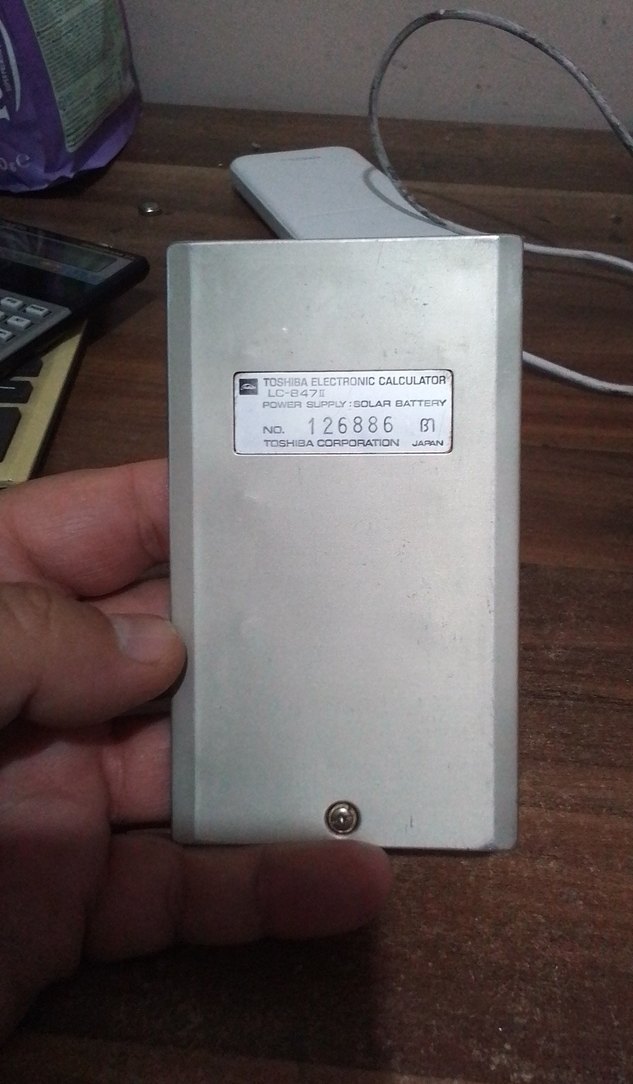 TOSHIBA ELECTRONIC CALCULATOR
LC-847II
POWER SUPPLY : SOLAR BATTERY
NO. 126886
TOSHIBA CORPORATION JAPAN